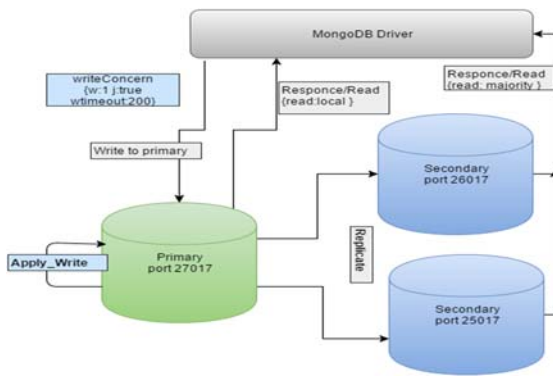 MongoDB Driver
writeConcern
{w:1 j:true
wtimeout:200}
Responce/Read
{read:local }
Responce/Read
{read: majority }
Write to primary
Secondary
port 26017
Primary
port 27017
Apply_Write
Replicate
Secondary
port 25017